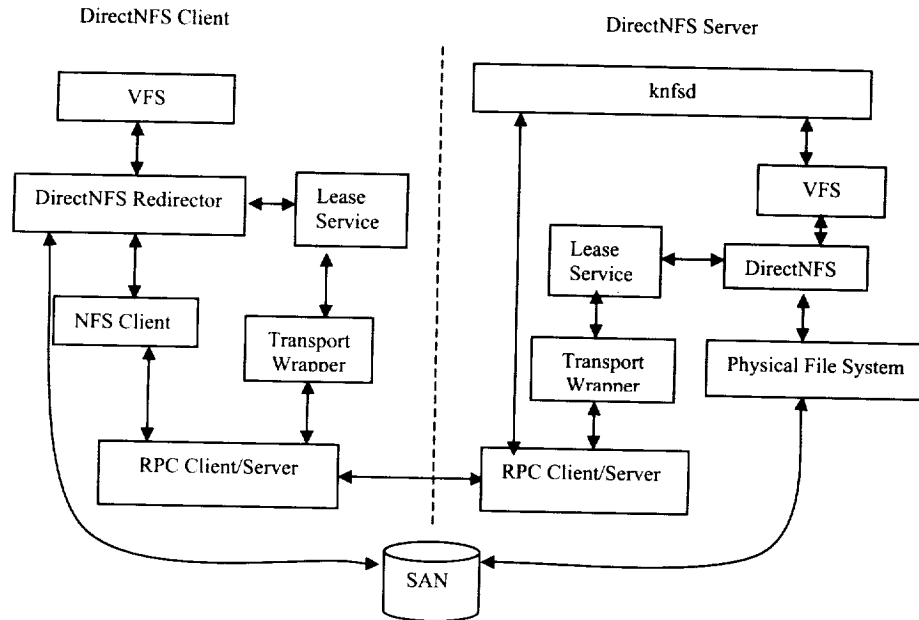 DirectNFS Client
DirectNFS Server
VFS
knfsd
DirectNFS Redirector
Lease
Service
VFS
Lease
Service
DirectNFS
NFS Client
Transport
Wrapper
Transport
Wrapper
Physical File System
RPC Client/Server
RPC Client/Server
SAN